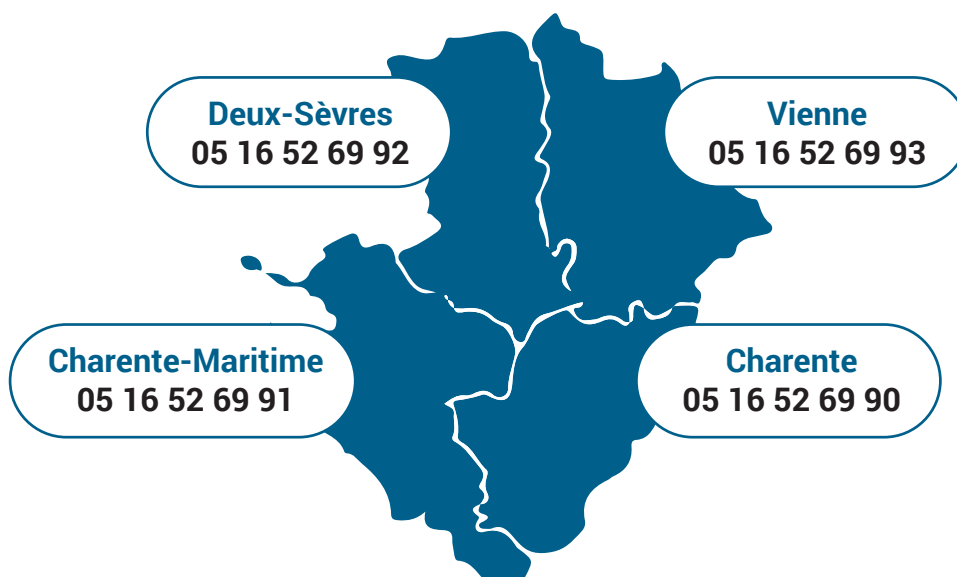 Deux-Sèvres
05 16 52 69 92
Vienne
05 16 52 69 93
Charente-Maritime
05 16 52 69 91
Charente
05 16 52 69 90